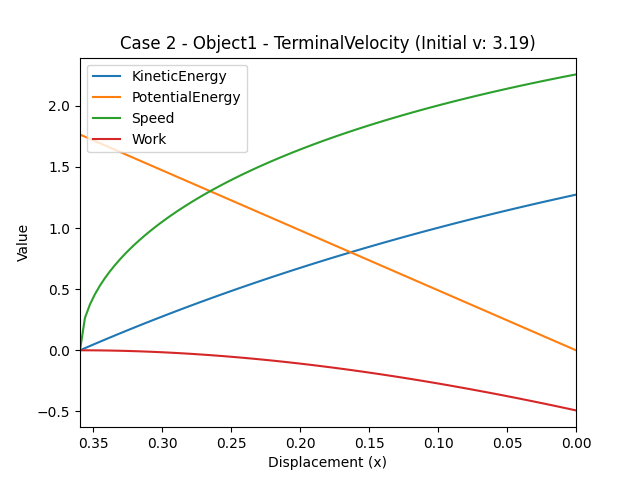 Case 2 - Object1 - TerminalVelocity (Initial v: 3.19)
KineticEnergy
PotentialEnergy
Speed
Work
Value
2.0
1.5
1.0
0.5
0.0
−0.5
0.35 0.30 0.25 0.20 0.15 0.10 0.05 0.00
Displacement (x)